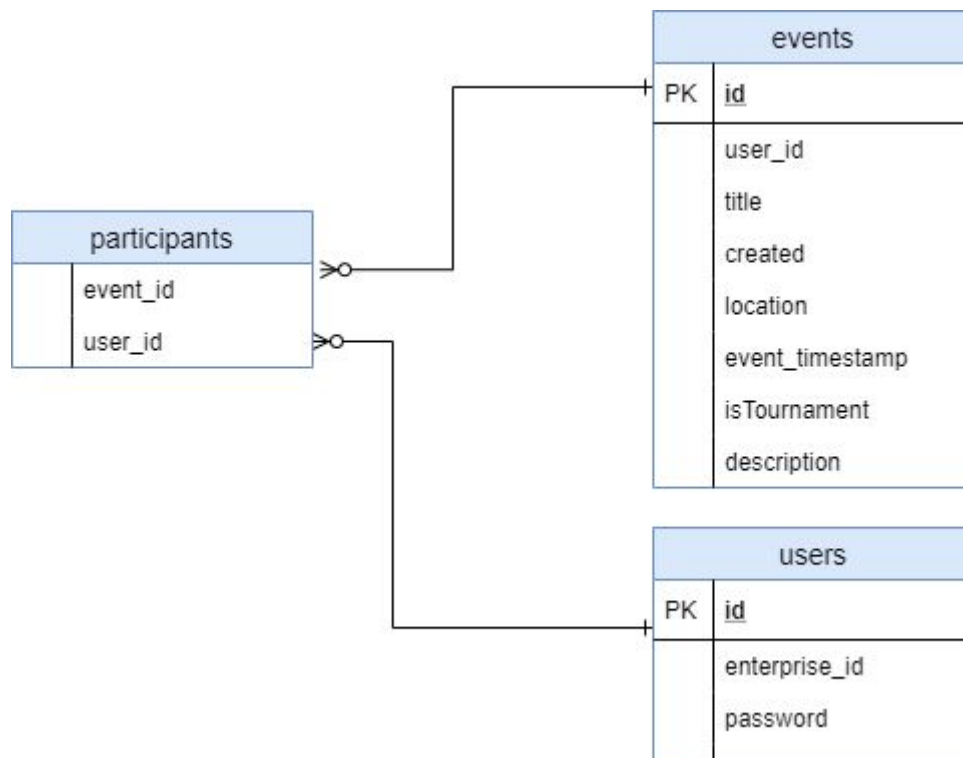 events
PK id
user_id
title
created
location
event_timestamp
isTournament
description
participants
event_id
user_id
users
PK id
enterprise_id
password